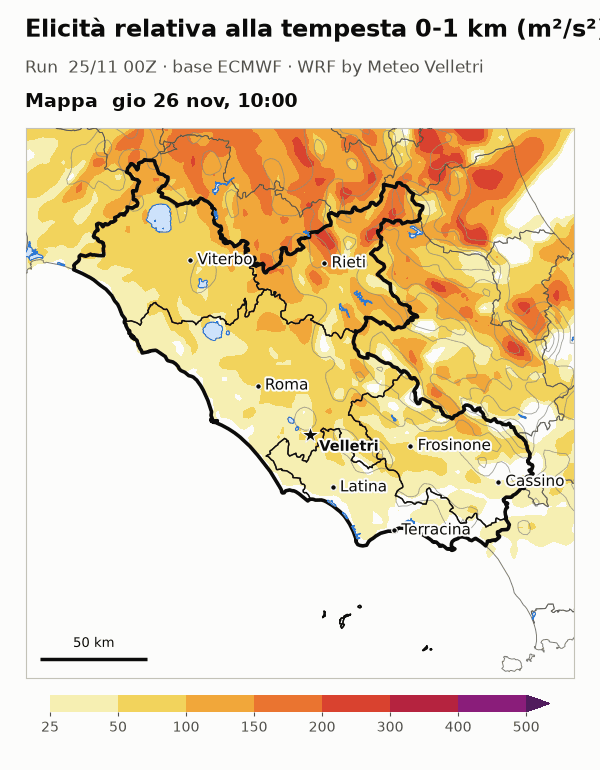 Elicità relativa alla tempesta 0-1 km (m²/s²)
Run 25/11 00Z · base ECMWF · WRF by Meteo Velletri
Mappa gio 26 nov, 10:00
Viterbo
Rieti
Roma
Velletri
Frosinone
Cassino
Latina
Terracina
50 km
25 50 100 150 200 300 400 500